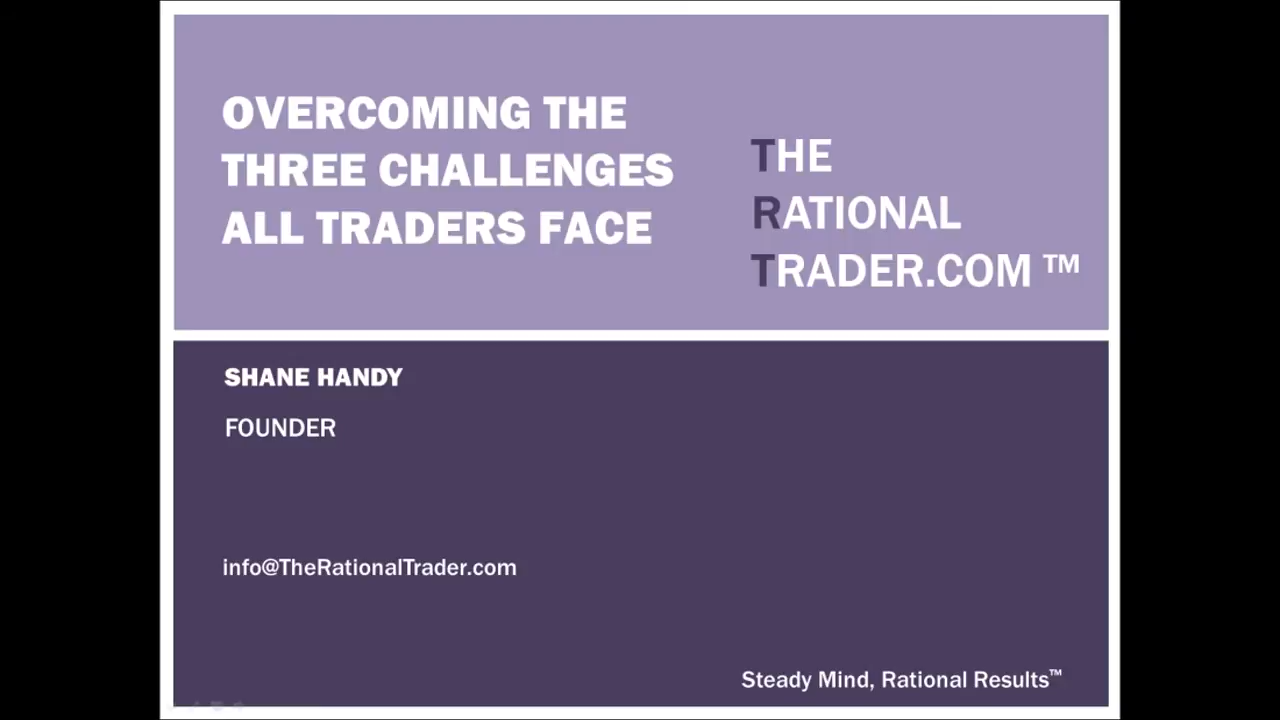 OVERCOMING THE
THREE CHALLENGES
ALL TRADERS FACE
THE
RATIONAL
TRADER.COM ™
SHANE HANDY
FOUNDER
info@TheRationalTrader.com
Steady Mind, Rational Results™